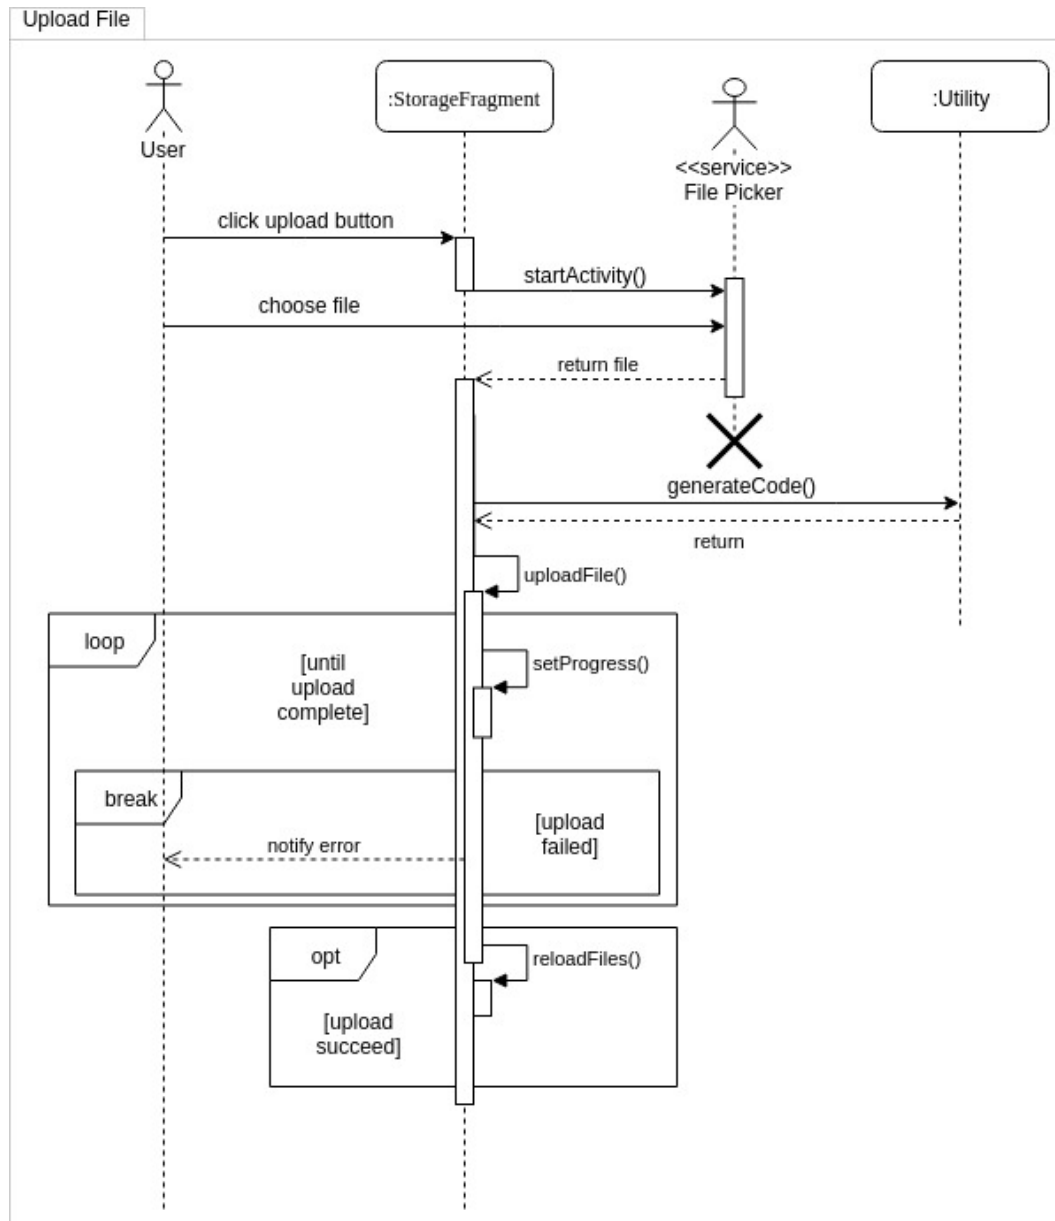 Upload File
:StorageFragment
:Utility
User
<<service>>
File Picker
click upload button
startActivity()
choose file
return file
generateCode()
return
uploadFile()
loop
[until
upload
complete]
setProgress()
break
[upload
failed]
notify error
opt
reloadFiles()
[upload
succeed]